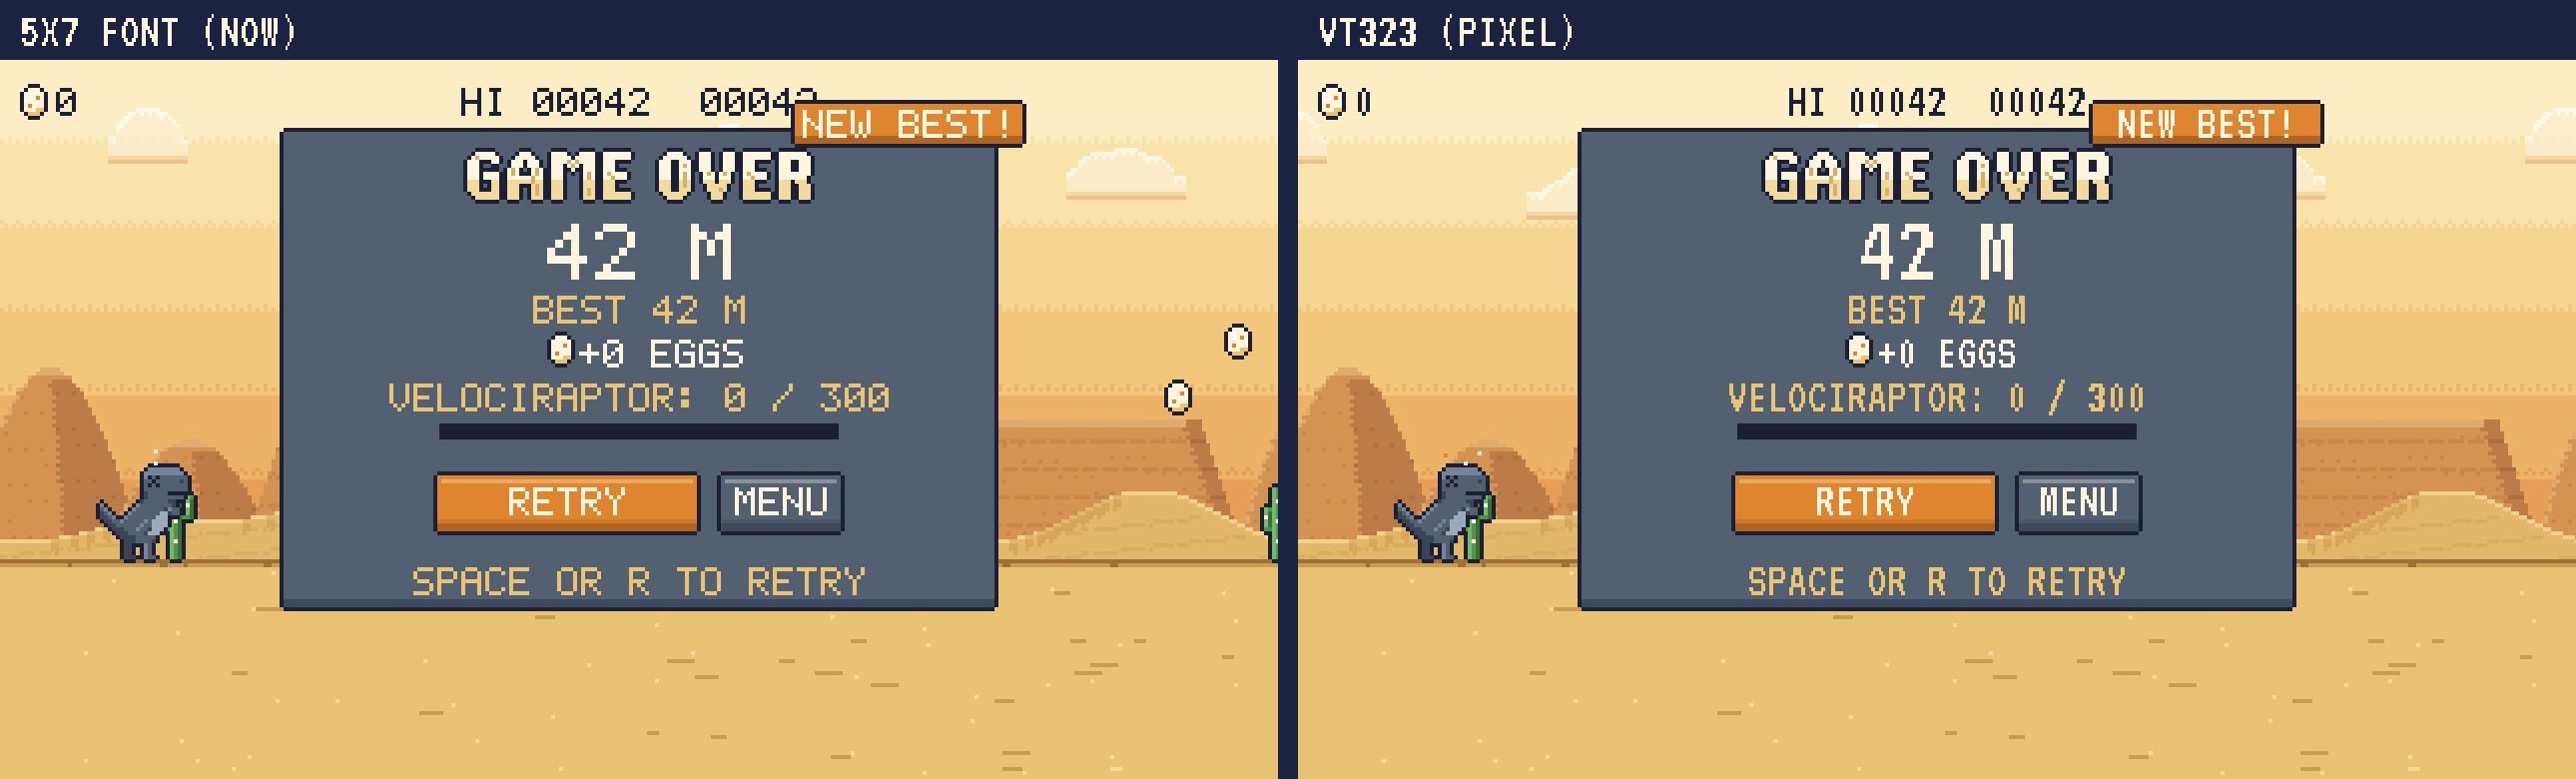 5X7 FONT (NOW)
0
HI 00042 00042
NEW BEST!
GAME OVER
42 M
BEST 42 M
+0 EGGS
VELOCIRAPTOR: 0 / 300
RETRY
MENU
SPACE OR R TO RETRY
VT323 (PIXEL)
0
HI 00042 00042
NEW BEST!
GAME OVER
42 M
BEST 42 M
+0 EGGS
VELOCIRAPTOR: 0 / 300
RETRY
MENU
SPACE OR R TO RETRY